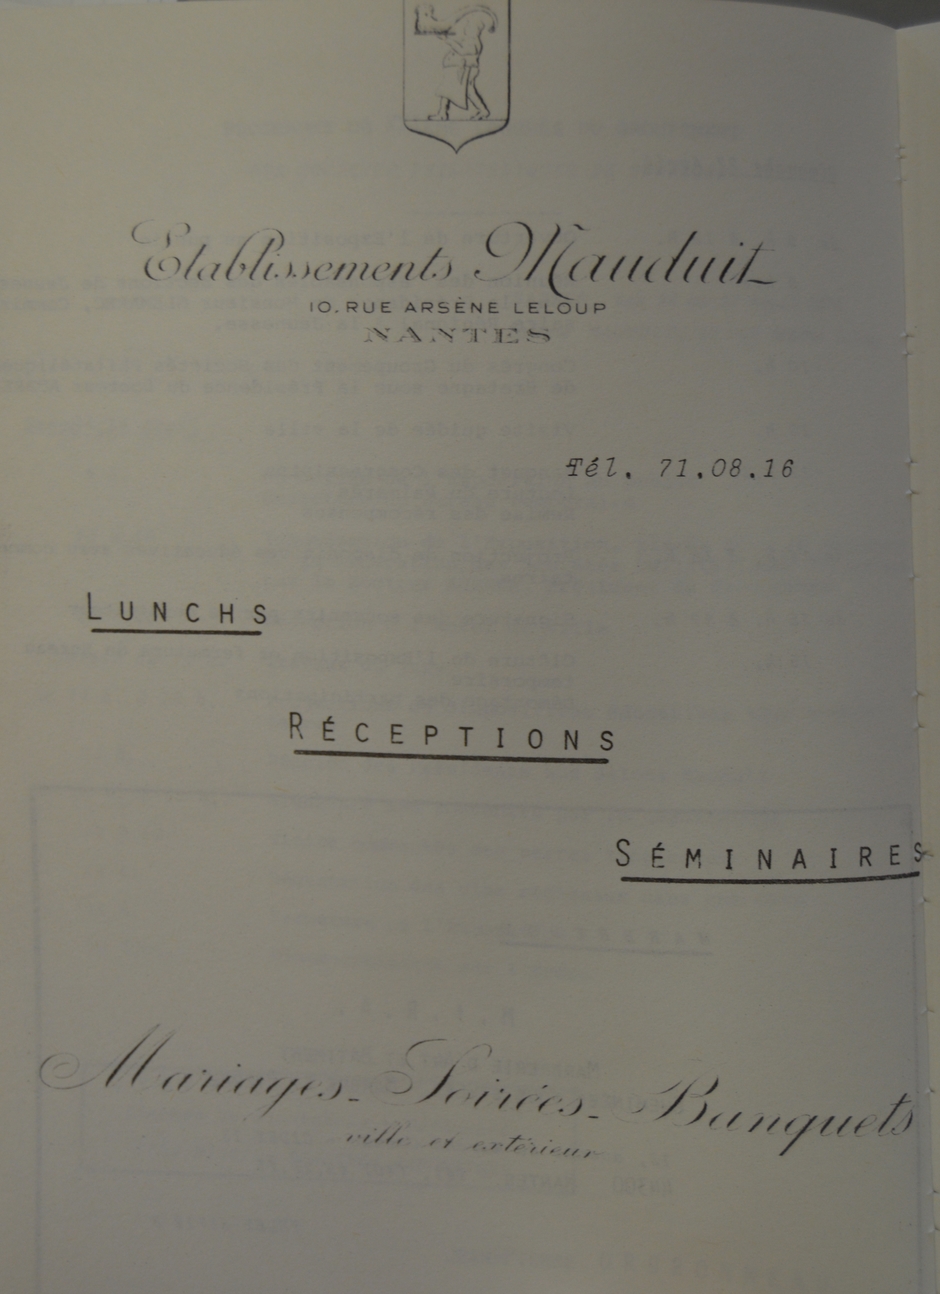 Etablissements Mauduit
10, RUE ARSÈNE LELOUP
NANTES
Tél. 71.08.16
LUNCHS
RÉCEPTIONS
SÉMINAIRES
Mariages - Soirées - Banquets
ville et extérieur